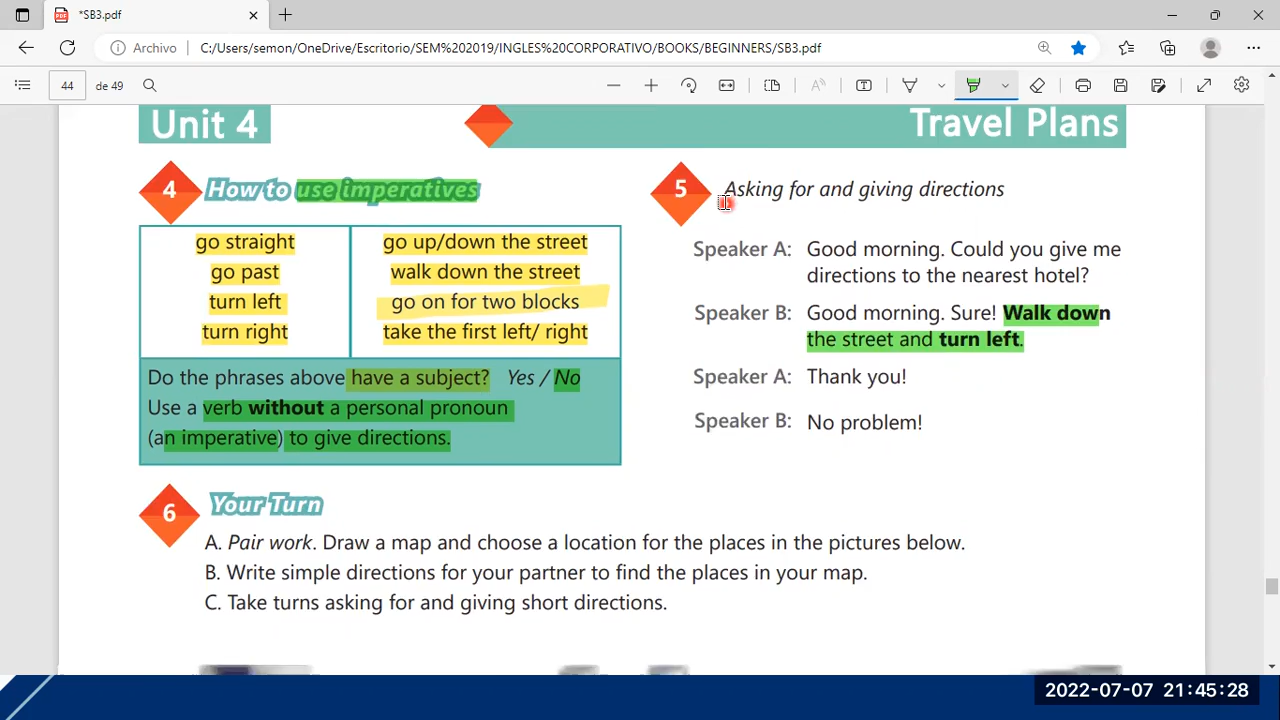 *SB3.pdf
Archivo C:/Users/semon/OneDrive/Escritorio/SEM%202019/INGLES%20CORPORATIVO/BOOKS/BEGINNERS/SB3.pdf
44 de 49
Unit 4
Travel Plans
4 How to use imperatives
go straight
go past
turn left
turn right
go up/down the street
walk down the street
go on for two blocks
take the first left/ right
Do the phrases above have a subject? Yes / No
Use a verb without a personal pronoun
(an imperative) to give directions.
5 Asking for and giving directions
Speaker A: Good morning. Could you give me
directions to the nearest hotel?
Speaker B: Good morning. Sure! Walk down
the street and turn left.
Speaker A: Thank you!
Speaker B: No problem!
6 Your Turn
A. Pair work. Draw a map and choose a location for the places in the pictures below.
B. Write simple directions for your partner to find the places in your map.
C. Take turns asking for and giving short directions.
2022-07-07 21:45:28